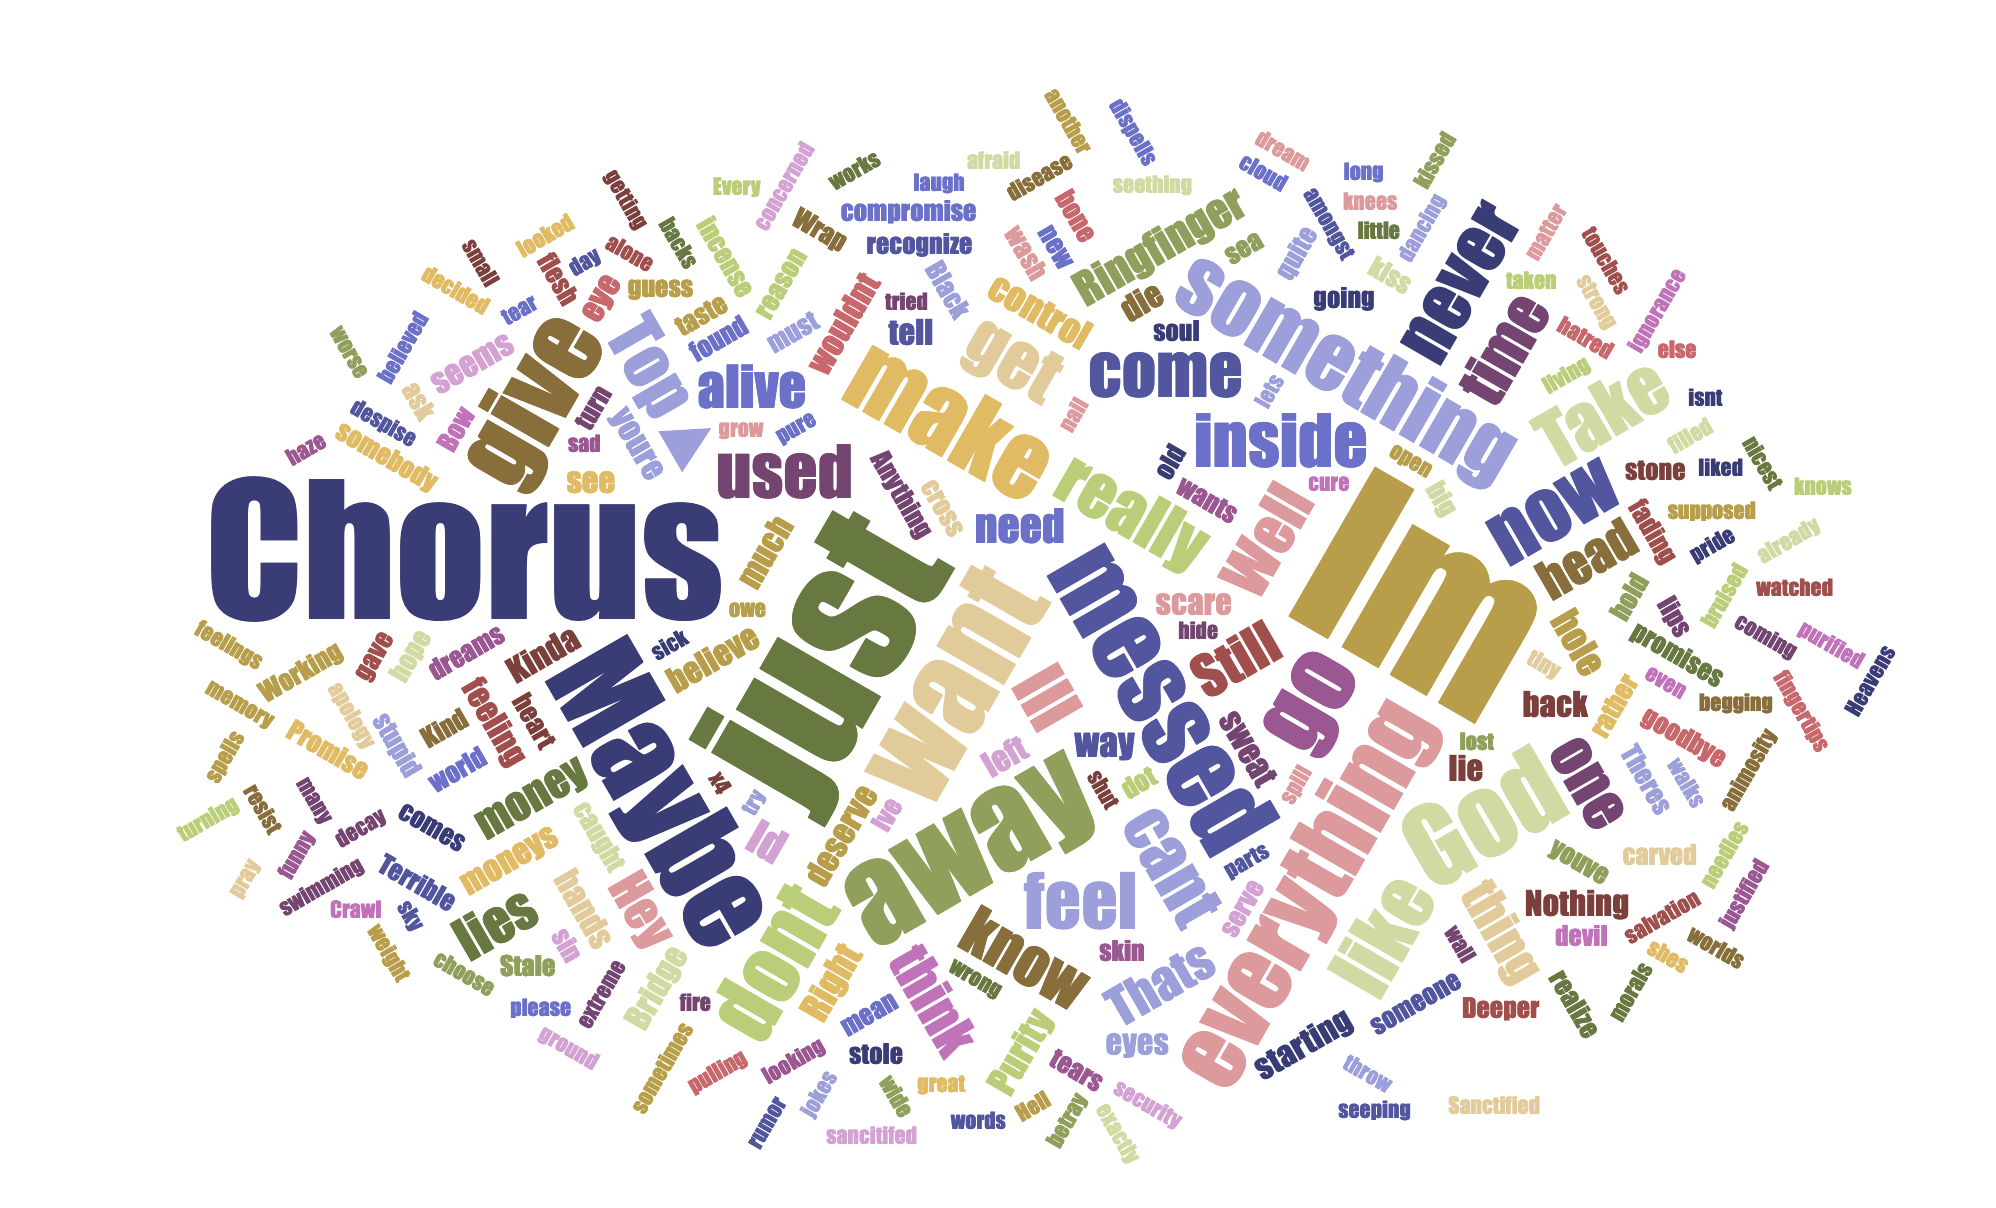 another
dispells
dream
kissed
concerned
works
afraid
disease
seething
cloud
long
getting
Every
laugh
bone
knees
amongst
dancing
small
looked
backs
Incense
Wrap
compromise
Ringfinger
little
never
matter
touches
decided
flesh
day
alone
reason
recognize
wash
new
sea
quite
kiss
taken
strong
ignorance
worse
believed
tear
eye
guess
taste
found
must
wouldnt
tried
Black
control
die
something
going
time
hatred
else
seems
give
Top
tell
get
soul
come
living
Take
isnt
despise
ask
Bow
turn
youre
alive
make
nail
lets
filled
haze
somebody
sad
grow
pure
inside
old
open
stone
liked
nicest
see
used
Anything
cross
really
wants
cure
big
now
knows
Chorus
much
need
Well
Im
head
fading
supposed
pride
already
just
owe
scare
hide
hold
lips
bruised
watched
feelings
Working
gave
hope
dreams
Kinda
sick
believe
want
messed
Still
hole
tiny
promises
coming
purified
Heavens
memory
apology
feeling
heart
Maybe
Ill
go
back
rather
even
begging
fingertips
spells
Promise
stupid
Kind
world
left
way
sweat
lost
goodbye
turning
resist
many
money
x4
try
Id
Ive
away
shut
dot
spill
everything
lie
God
one
Theres
walks
animosity
funny
decay
comes
moneys
caught
deserve
cant
parts
youve
carved
needles
pray
swimming
Crawl
Terrible
sky
hands
Hey
dont
feel
serve
like
thing
Nothing
justified
weight
lies
sin
Right
think
know
skin
Thats
wall
devil
salvation
choose
Stale
Bridge
wrong
shes
worlds
please
extreme
fire
mean
Purity
eyes
someone
Deeper
realize
morals
ground
sometimes
pulling
looking
stole
tears
starting
throw
rumor
jokes
wide
great
words
Hell
betray
security
exactly
seeping
Sanctified
sancitifed